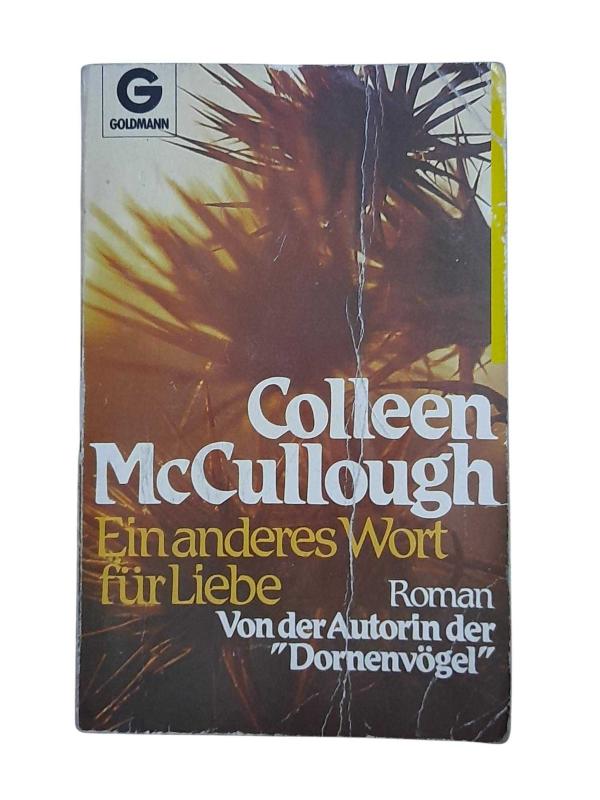 G
GOLDMANN
Colleen
McCullough
Ein anderes Wort
für Liebe
Roman
Von der Autorin der
"Dornenvögel"